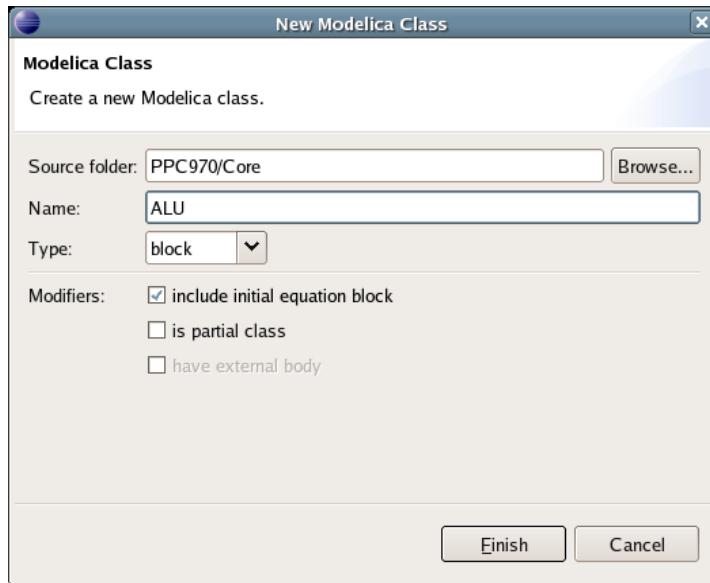 New Modelica Class
Modelica Class
Create a new Modelica class.
Source folder: PPC970/Core Browse...
Name: ALU
Type: block
Modifiers: include initial equation block
is partial class
have external body
Finish Cancel